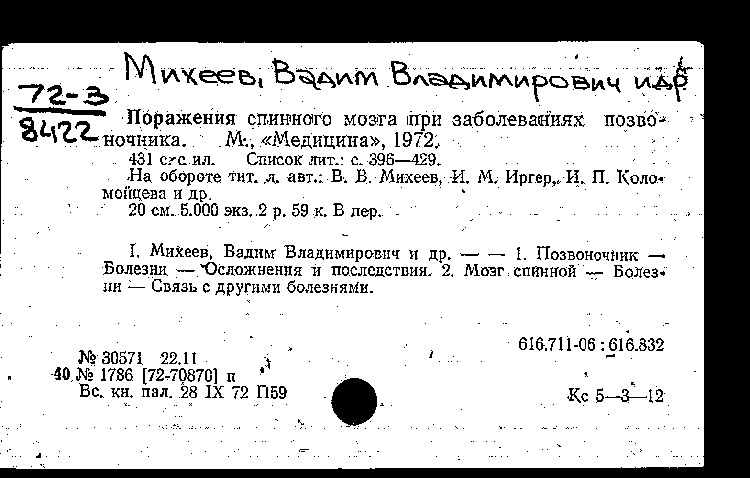 Михеев, Вадим Владимирович и др
72-3
8422
Поражения спинного мозга при заболеваниях позво-
ночника. М., «Медицина», 1972.
431 с. с ил. Список лит.: с. 396—429.
На обороте тит. л. авт.: В. В. Михеев, И. М. Иргер, И. П. Коло-
мойцева и др.
20 см. 5.000 экз. 2 р. 59 к. В пер.
I. Михеев, Вадим Владимирович и др. — — 1. Позвоночник —
Болезни — Осложнения и последствия. 2. Мозг спинной — Болез-
ни — Связь с другими болезнями.
616.711-06 : 616.832
№ 30571 22.11
40 № 1786 [72-70870] п
Вс. кн. пал. 28 IX 72 П59
Кс 5—3—12